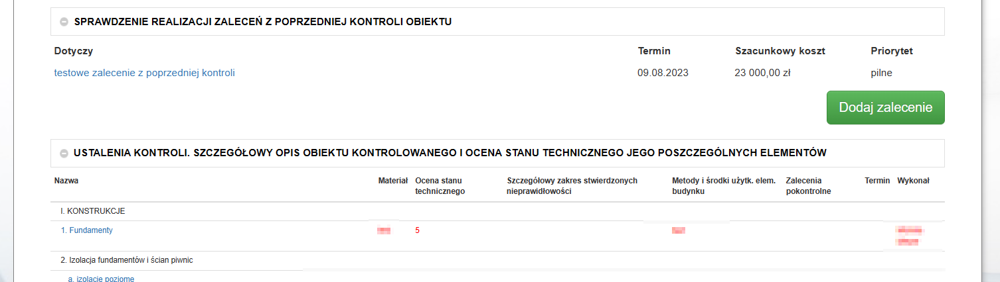 SPRAWDZENIE REALIZACJI ZALECEŃ Z POPRZEDNIEJ KONTROLI OBIEKTU
Dotyczy Termin Szacunkowy koszt Priorytet
testowe zalecenie z poprzedniej kontroli 09.08.2023 23 000,00 zł pilne
Dodaj zalecenie
USTALENIA KONTROLI. SZCZEGÓŁOWY OPIS OBIEKTU KONTROLOWANEGO I OCENA STANU TECHNICZNEGO JEGO POSZCZEGÓLNYCH ELEMENTÓW
Nazwa Materiał Ocena stanu Szczegółowy zakres stwierdzonych Metody i środki użytk. elem. Zalecenia Termin Wykonał
technicznego nieprawidłowości budynku pokontrolne
I. KONSTRUKCJE
1. Fundamenty 5
2. Izolacja fundamentów i ścian piwnic
a. izolacje poziome